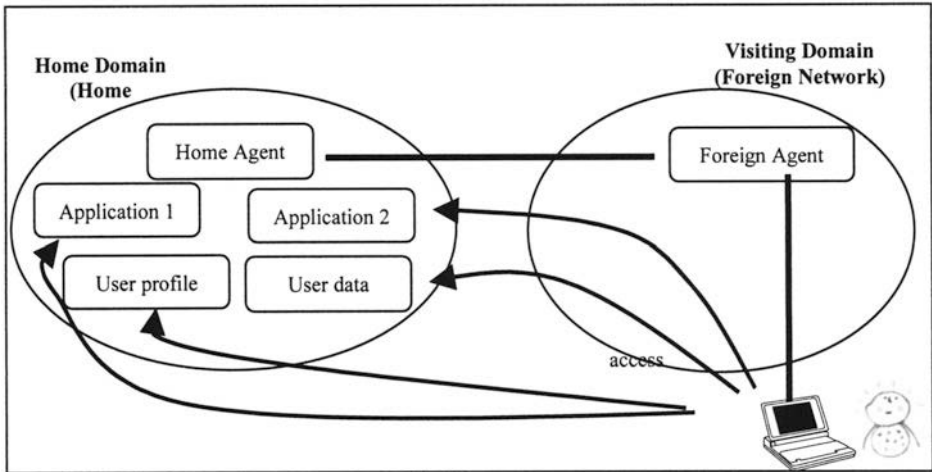 Home Domain
(Home
Visiting Domain
(Foreign Network)
Home Agent
Foreign Agent
Application 1
Application 2
User profile
User data
access